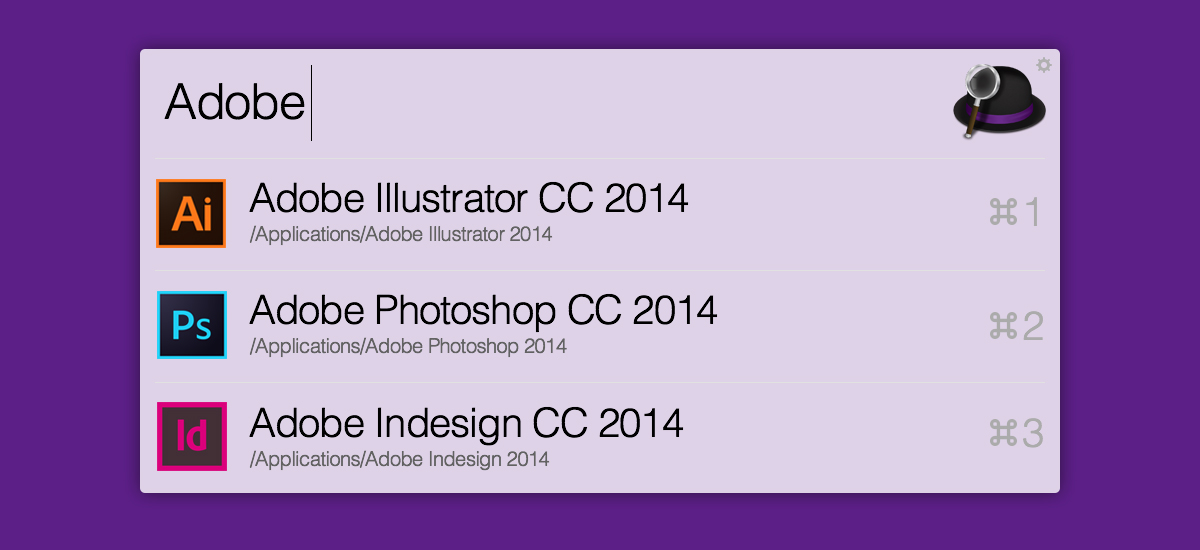 Adobe
Ai
Adobe Illustrator CC 2014
/Applications/Adobe Illustrator 2014
⌘1
Ps
Adobe Photoshop CC 2014
/Applications/Adobe Photoshop 2014
⌘2
Id
Adobe Indesign CC 2014
/Applications/Adobe Indesign 2014
⌘3